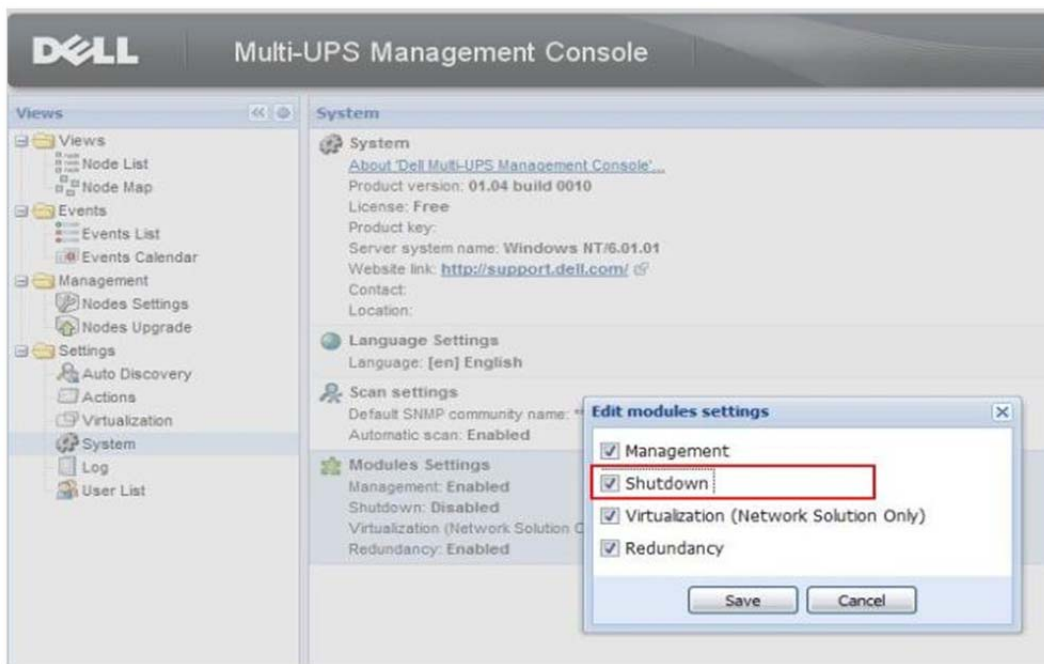 DELL
Multi-UPS Management Console
Views
Views
Node List
Node Map
Events
Events List
Events Calendar
Management
Nodes Settings
Nodes Upgrade
Settings
Auto Discovery
Actions
Virtualization
System
Log
User List
System
System
About 'Dell Multi-UPS Management Console'...
Product version: 01.04 build 0010
License: Free
Product key:
Server system name: Windows NT/6.01.01
Website link: http://support.dell.com/
Contact:
Location:
Language Settings
Language: [en] English
Scan settings
Default SNMP community name: *
Automatic scan: Enabled
Modules Settings
Management: Enabled
Shutdown: Disabled
Virtualization (Network Solution
Redundancy: Enabled
Edit modules settings
Management
Shutdown
Virtualization (Network Solution Only)
Redundancy
Save
Cancel